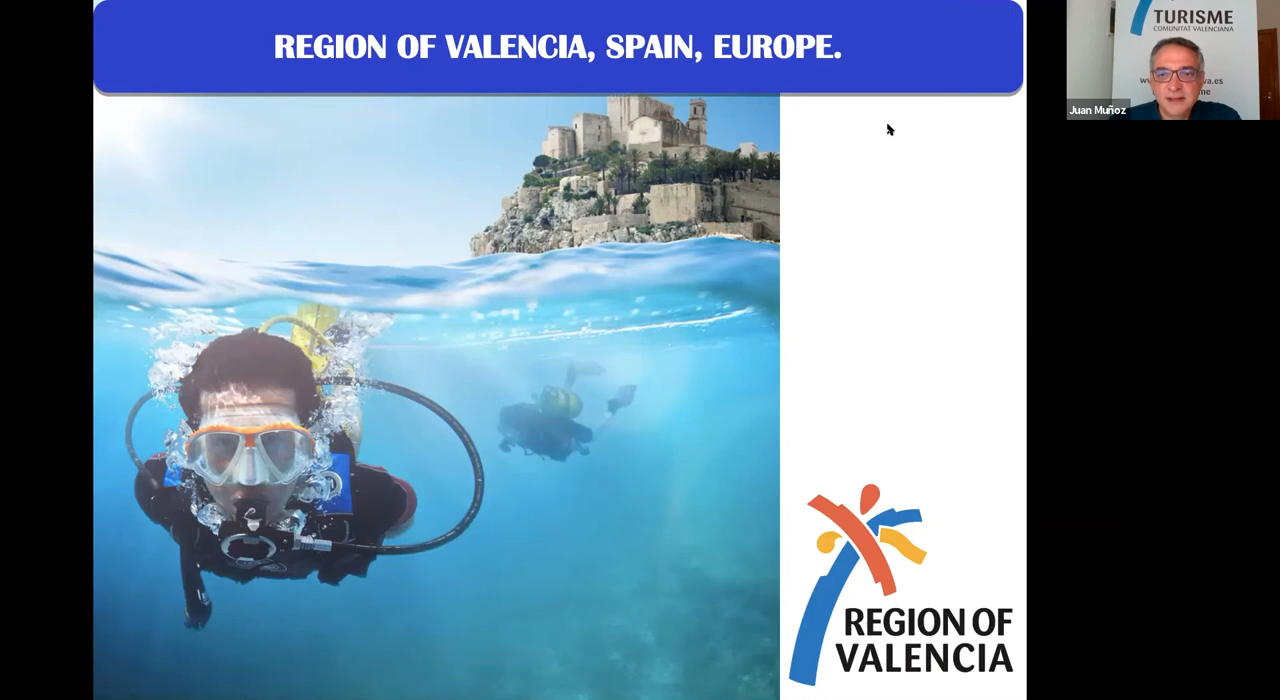 REGION OF VALENCIA, SPAIN, EUROPE.
TURISME
COMUNITAT VALENCIANA
Juan Muñoz
REGION OF
VALENCIA